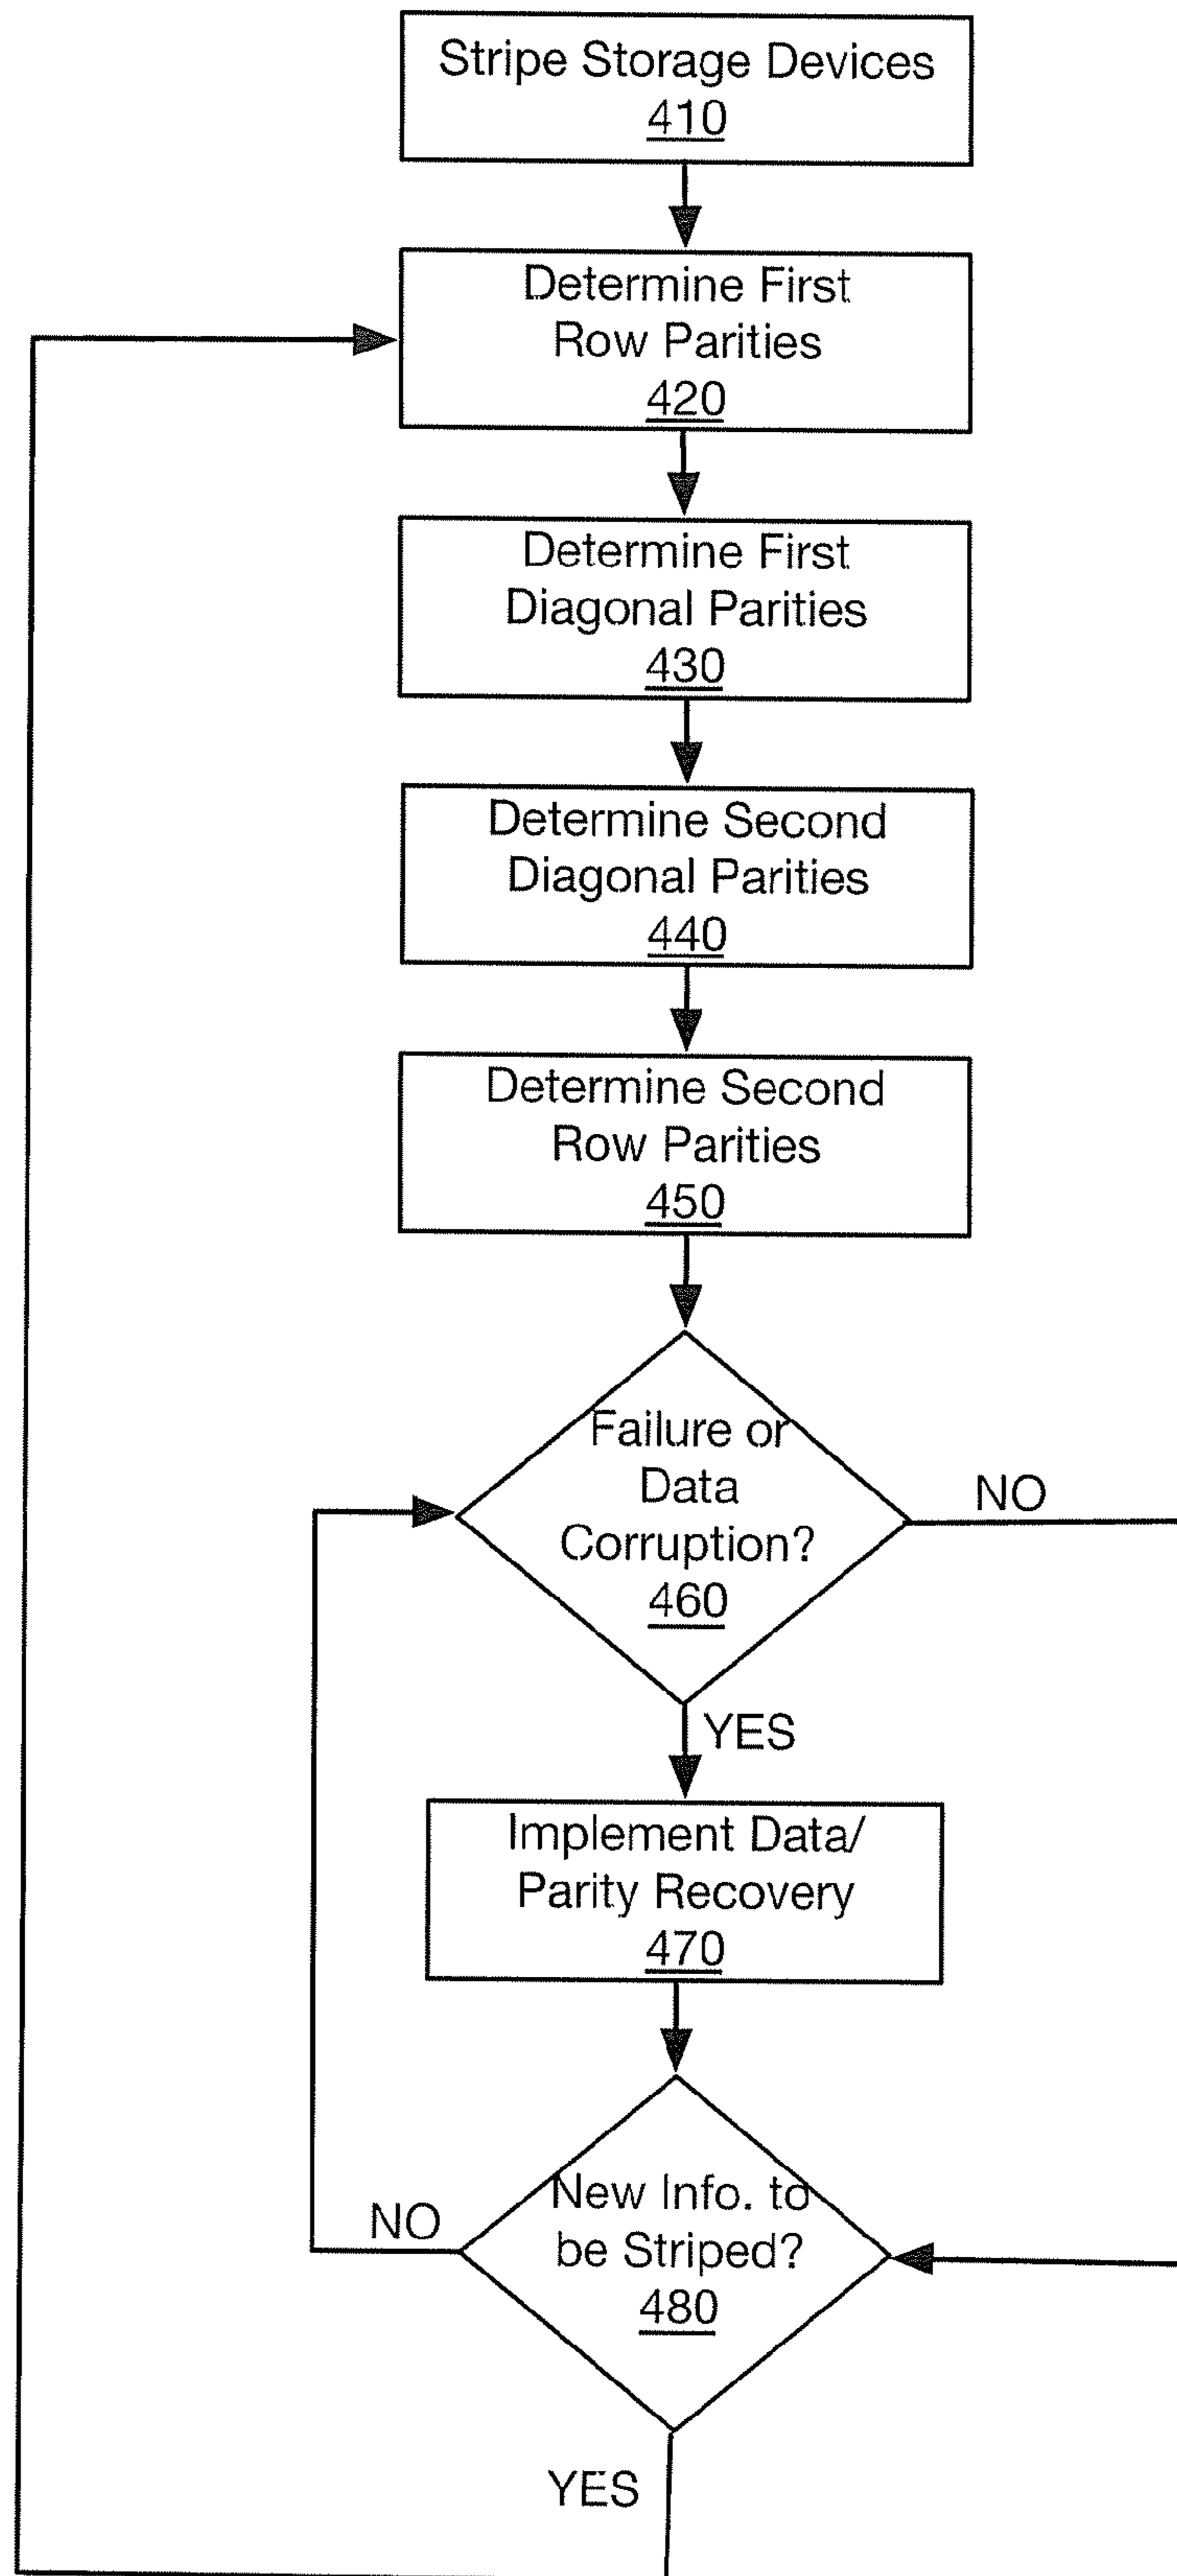 Stripe Storage Devices
410
Determine First
Row Parities
420
Determine First
Diagonal Parities
430
Determine Second
Diagonal Parities
440
Determine Second
Row Parities
450
Failure or
Data
Corruption?
460
NO
YES
Implement Data/
Parity Recovery
470
New Info. to
be Striped?
480
NO
YES